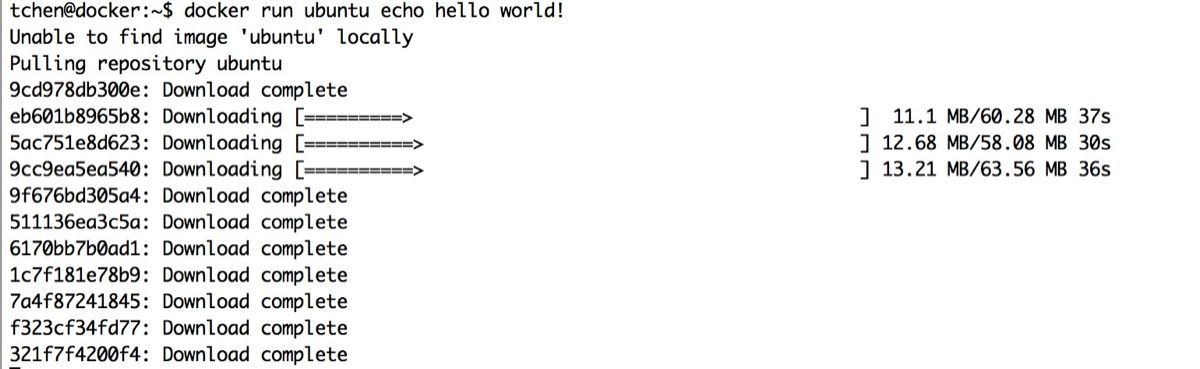 tchen@docker:~$ docker run ubuntu echo hello world!
Unable to find image 'ubuntu' locally
Pulling repository ubuntu
9cd978db300e: Download complete
eb601b8965b8: Downloading [=========>                                         ]  11.1 MB/60.28 MB 37s
5ac751e8d623: Downloading [==========>                                        ] 12.68 MB/58.08 MB 30s
9cc9ea5ea540: Downloading [==========>                                        ] 13.21 MB/63.56 MB 36s
9f676bd305a4: Download complete
511136ea3c5a: Download complete
6170bb7b0ad1: Download complete
1c7f181e78b9: Download complete
7a4f87241845: Download complete
f323cf34fd77: Download complete
321f7f4200f4: Download complete